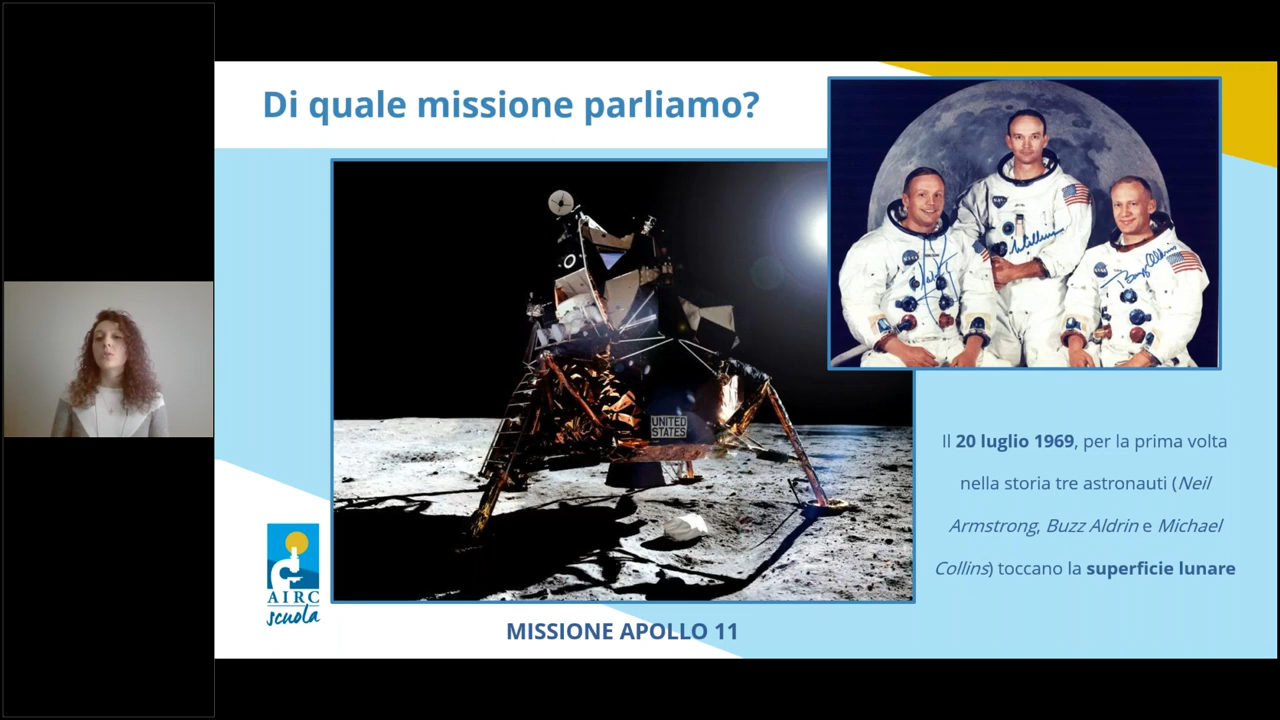 Di quale missione parliamo?
UNITED
STATES
Il 20 luglio 1969, per la prima volta
nella storia tre astronauti (Neil
Armstrong, Buzz Aldrin e Michael
Collins) toccano la superficie lunare
AIRC
scuola
MISSIONE APOLLO 11